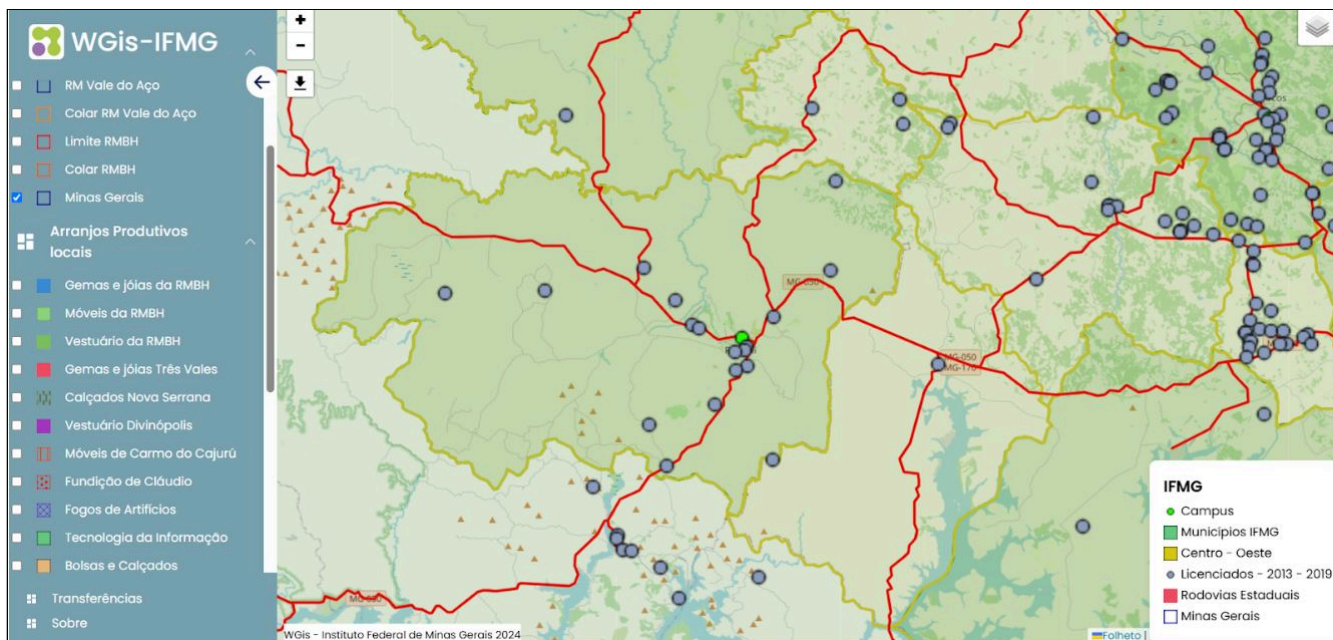 WGis-IFMG
RM Vale do Aço
Colar RM Vale do Aço
Limite RMBH
Colar RMBH
Minas Gerais
Arranjos Produtivos
locais
Gemas e jóias da RMBH
Móveis da RMBH
Vestuário da RMBH
Gemas e jóias Três Vales
Calçados Nova Serrana
Vestuário Divinópolis
Móveis de Carmo do Cajurú
Fundição de Cláudio
Fogos de Artifícios
Tecnologia da Informação
Bolsas e Calçados
Transferências
Sobre
+
−
MG-050
MG-050
MG-170
MG-050
IFMG
Campus
Municípios IFMG
Centro - Oeste
Licenciados - 2013 - 2019
Rodovias Estaduais
Minas Gerais
WGis - Instituto Federal de Minas Gerais 2024
Folheto |